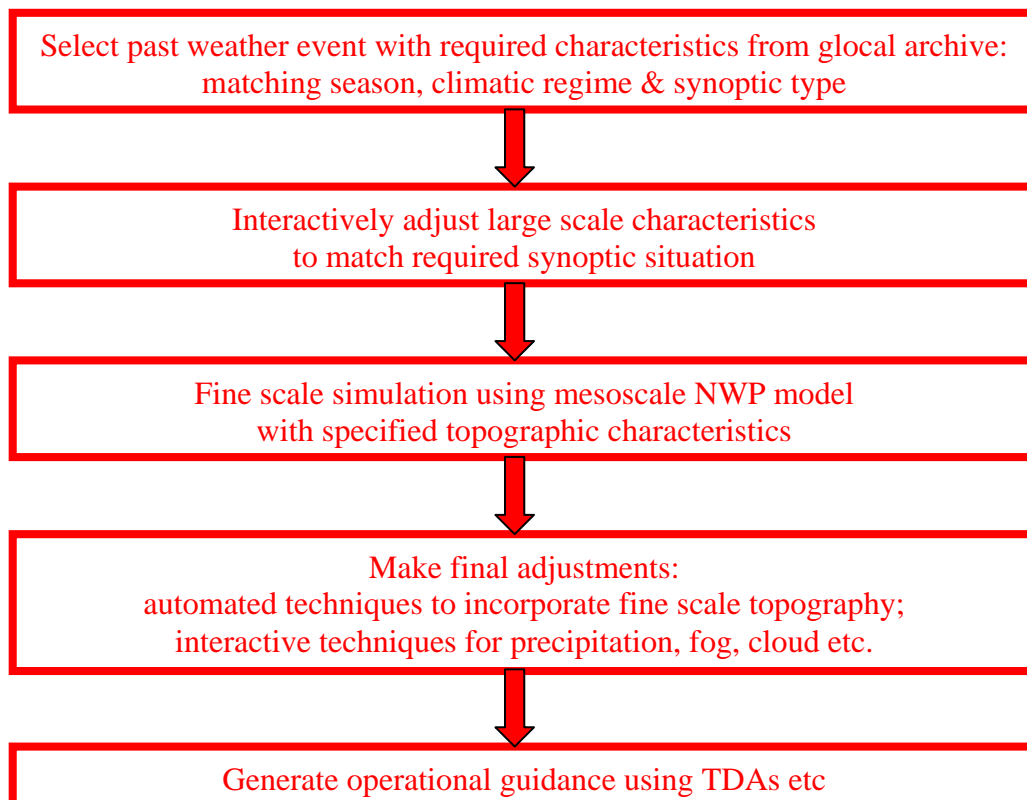 Select past weather event with required characteristics from glocal archive:
matching season, climatic regime & synoptic type
Interactively adjust large scale characteristics
to match required synoptic situation
Fine scale simulation using mesoscale NWP model
with specified topographic characteristics
Make final adjustments:
automated techniques to incorporate fine scale topography;
interactive techniques for precipitation, fog, cloud etc.
Generate operational guidance using TDAs etc